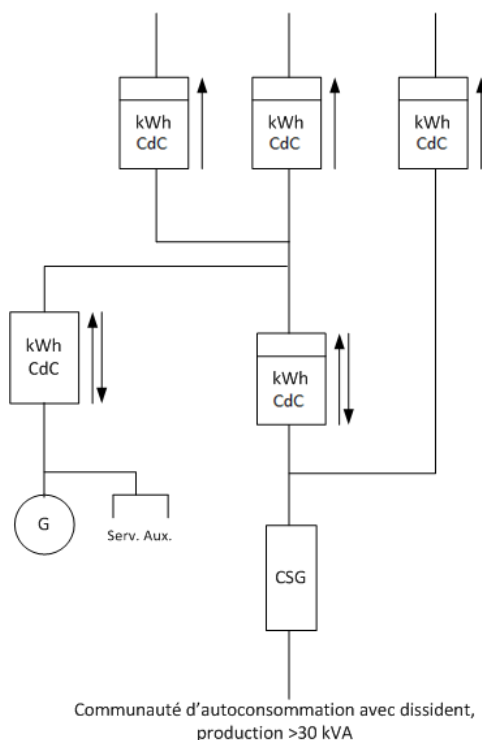 kWh
CdC
kWh
CdC
kWh
CdC
kWh
CdC
kWh
CdC
G
Serv. Aux.
CSG
Communauté d'autoconsommation avec dissident,
production >30 kVA